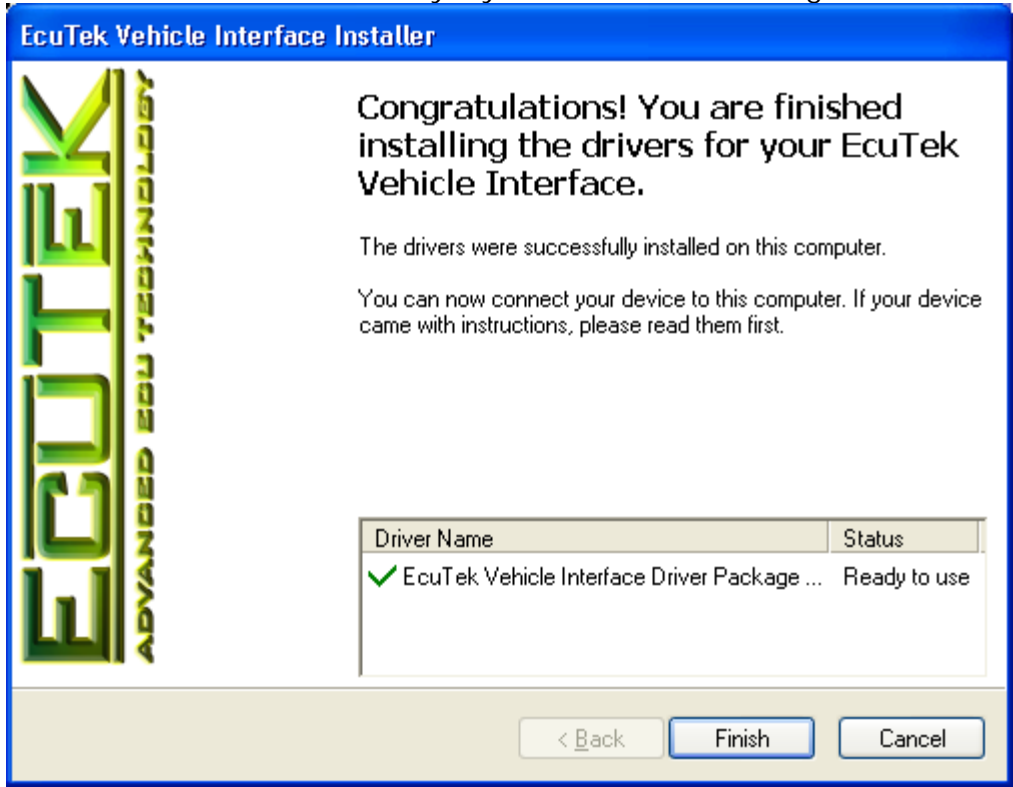 EcuTek Vehicle Interface Installer
ECUTEK
ADVANCED ECU TECHNOLOGY
Congratulations! You are finished
installing the drivers for your EcuTek
Vehicle Interface.
The drivers were successfully installed on this computer.
You can now connect your device to this computer. If your device
came with instructions, please read them first.
Driver Name Status
EcuTek Vehicle Interface Driver Package ... Ready to use
< Back Finish Cancel